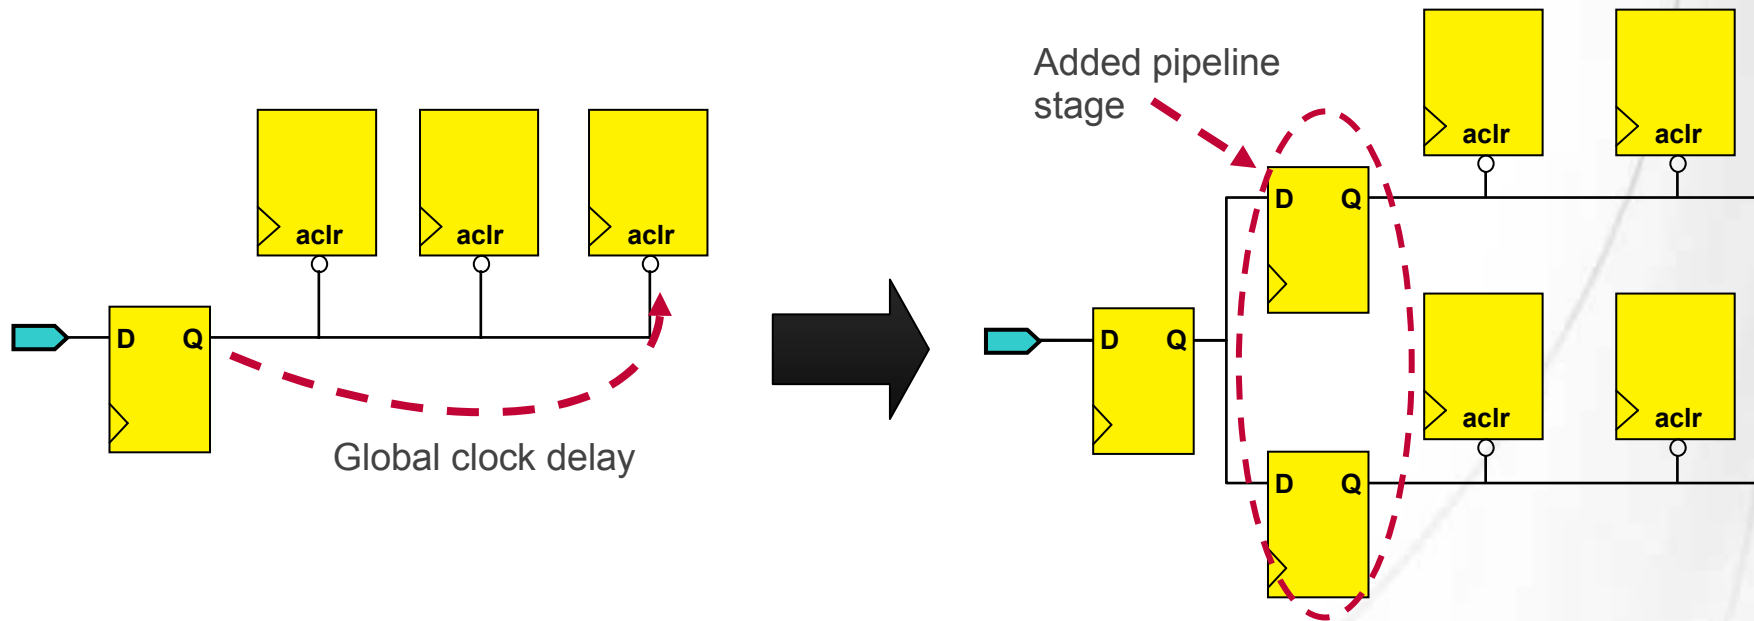 aclr
aclr
aclr
D Q
Global clock delay
Added pipeline
stage
aclr
aclr
D Q
D Q
aclr
aclr
D Q